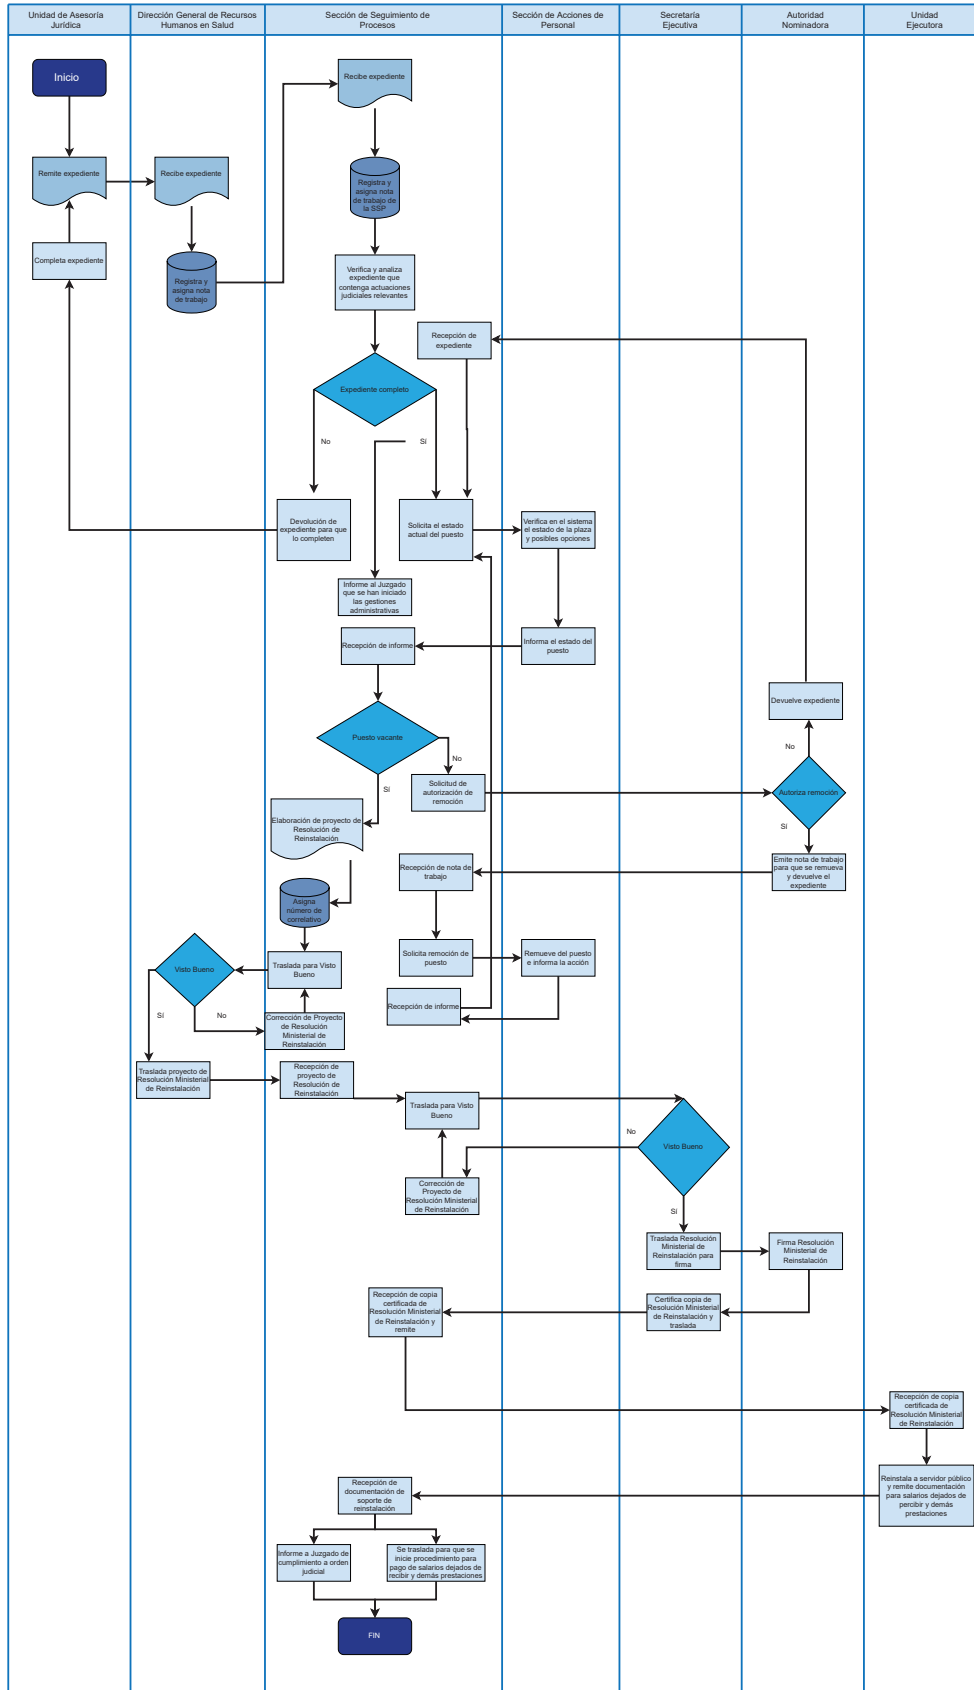 Unidad de Asesoría
Jurídica
Dirección General de Recursos
Humanos en Salud
Sección de Seguimiento de
Procesos
Sección de Acciones de
Personal
Secretaría
Ejecutiva
Autoridad
Nominadora
Unidad
Ejecutora
Inicio
Recibe expediente
Remite expediente
Recibe expediente
Registra y
asigna nota
de trabajo de
la SSP
Completa expediente
Registra y
asigna nota
de trabajo
Verifica y analiza
expediente que
contenga actuaciones
judiciales relevantes
Recepción de
expediente
Expediente completo
No
Sí
Devolución de
expediente para que
lo completen
Solicita el estado
actual del puesto
Verifica en el sistema
el estado de la plaza
y posibles opciones
Informe al Juzgado
que se han iniciado
las gestiones
administrativas
Recepción de informe
Informa el estado del
puesto
Devuelve expediente
Puesto vacante
No
No
Solicitud de
autorización de
remoción
Autoriza remoción
Sí
Sí
Elaboración de proyecto de
Resolución de
Reinstalación
Recepción de nota de
trabajo
Emite nota de trabajo
para que se remueva
y devuelve el
expediente
Asigna
número de
correlativo
Solicita remoción de
puesto
Remueve del puesto
e informa la acción
Visto Bueno
Traslada para Visto
Bueno
Recepción de informe
Sí
No
Corrección de Proyecto
de Resolución
Ministerial de
Reinstalación
Traslada proyecto de
Resolución Ministerial
de Reinstalación
Recepción de
proyecto de
Resolución de
Reinstalación
Traslada para Visto
Bueno
No
Visto Bueno
Corrección de
Proyecto de
Resolución Ministerial
de Reinstalación
Sí
Traslada Resolución
Ministerial de
Reinstalación para
firma
Firma Resolución
Ministerial de
Reinstalación
Recepción de copia
certificada de
Resolución Ministerial
de Reinstalación y
remite
Certifica copia de
Resolución Ministerial
de Reinstalación y
traslada
Recepción de copia
certificada de
Resolución Ministerial
de Reinstalación
Reinstala a servidor público
y remite documentación
para salarios dejados de
percibir y demás
prestaciones
Recepción de
documentación de
soporte de
reinstalación
Informe a Juzgado de
cumplimiento a orden
judicial
Se traslada para que se
inicie procedimiento para
pago de salarios dejados de
recibir y demás prestaciones
FIN